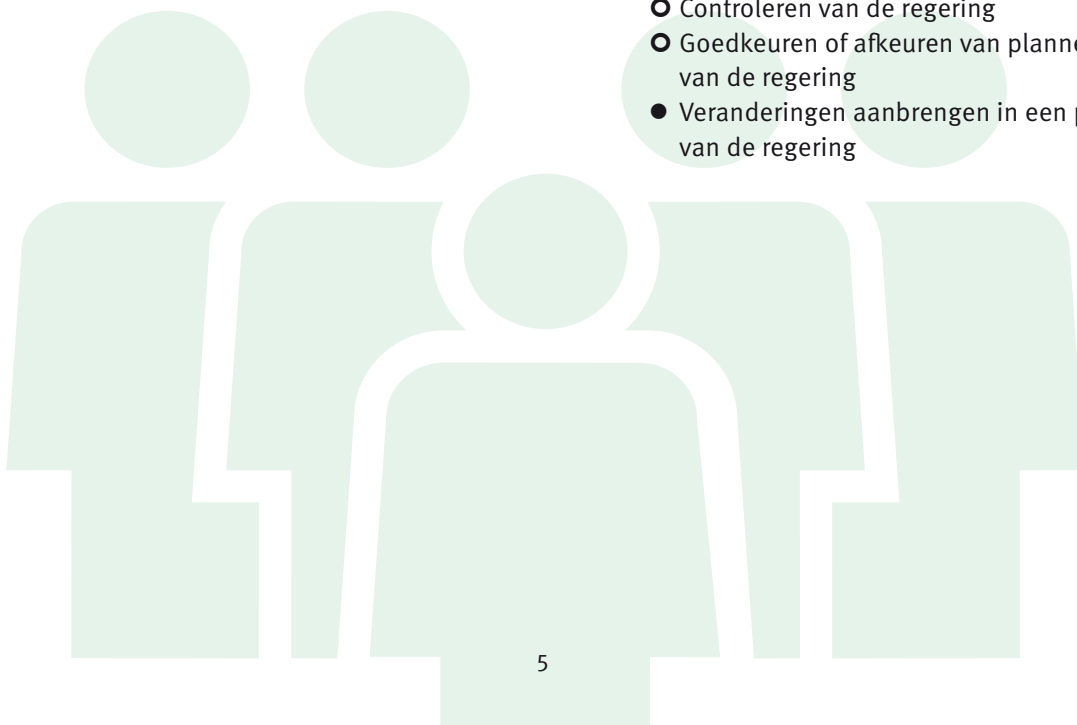 Controleren van de regering
Goedkeuren of afkeuren van
van de regering
Veranderingen aanbrengen in een
van de regering
5